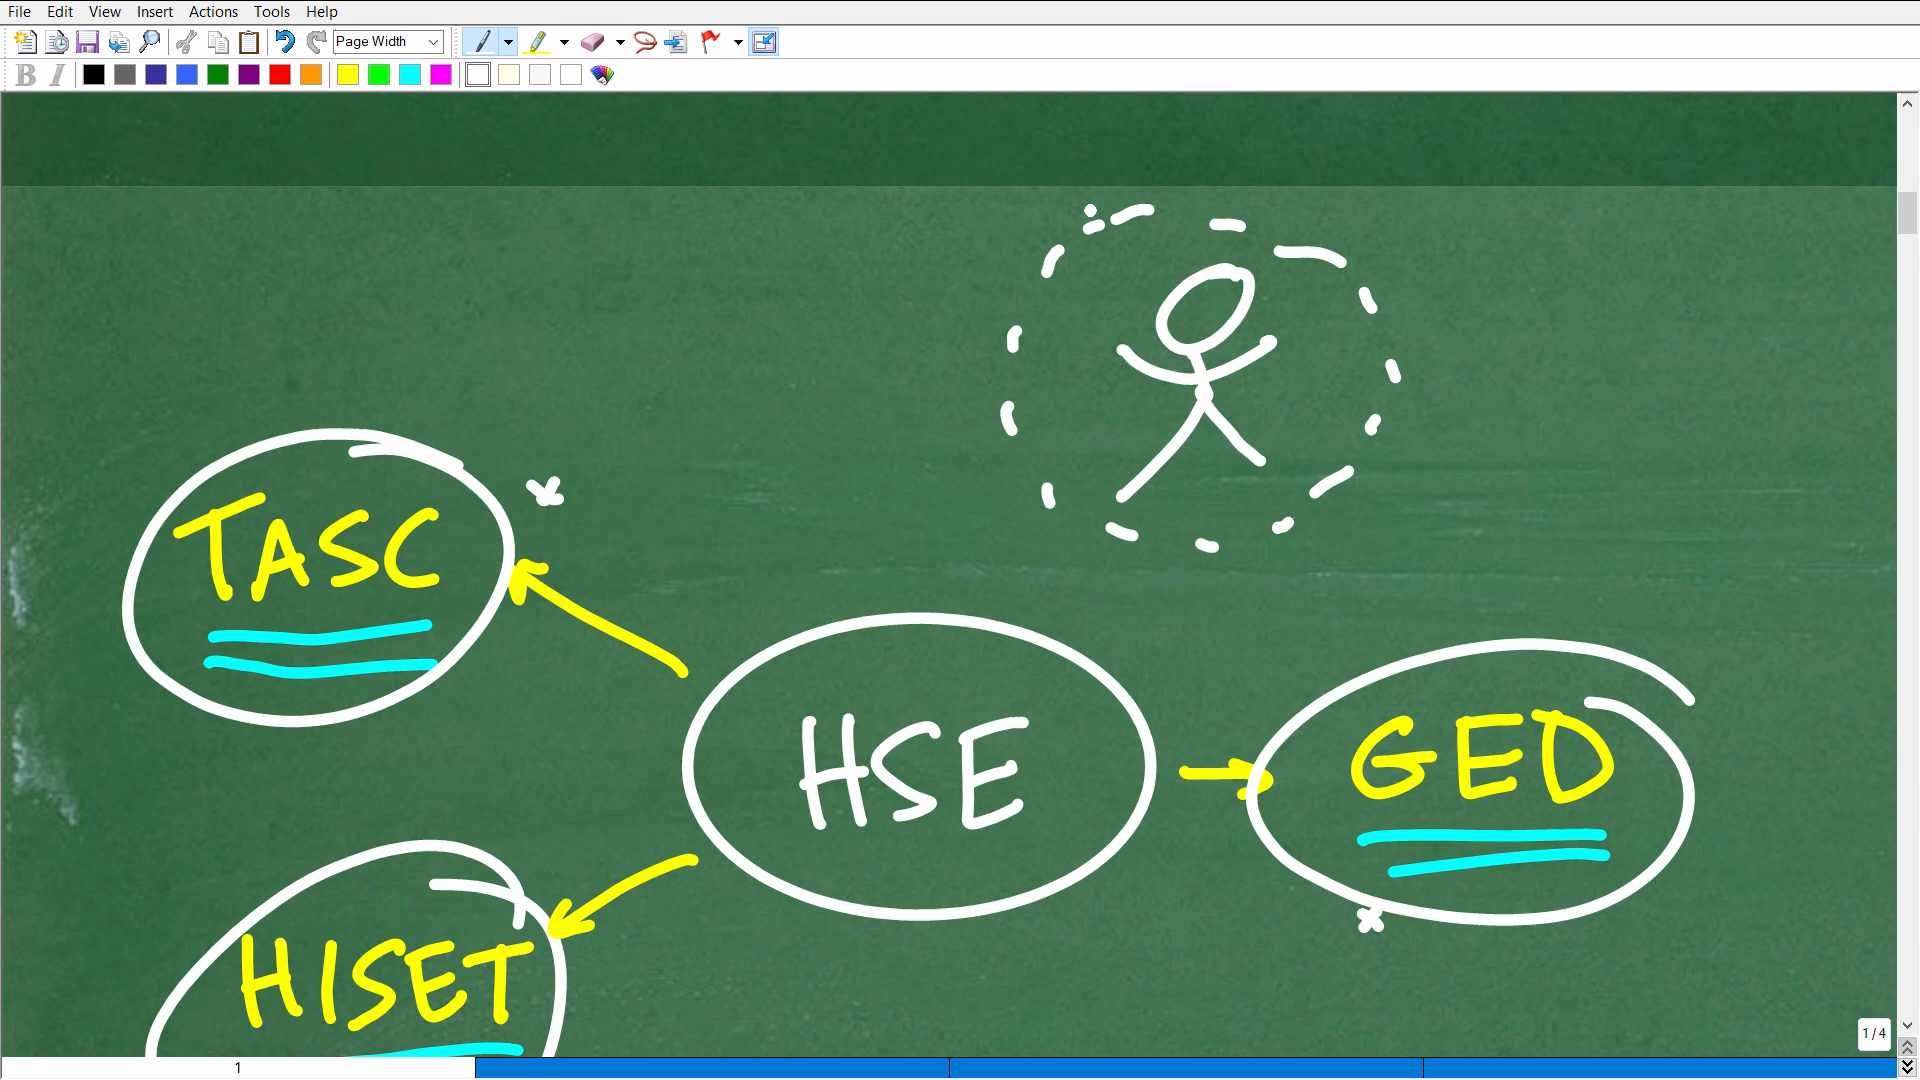 File Edit View Insert Actions Tools Help
Page Width
B I
TASC
HSE
GED
HISET
1 / 4
1